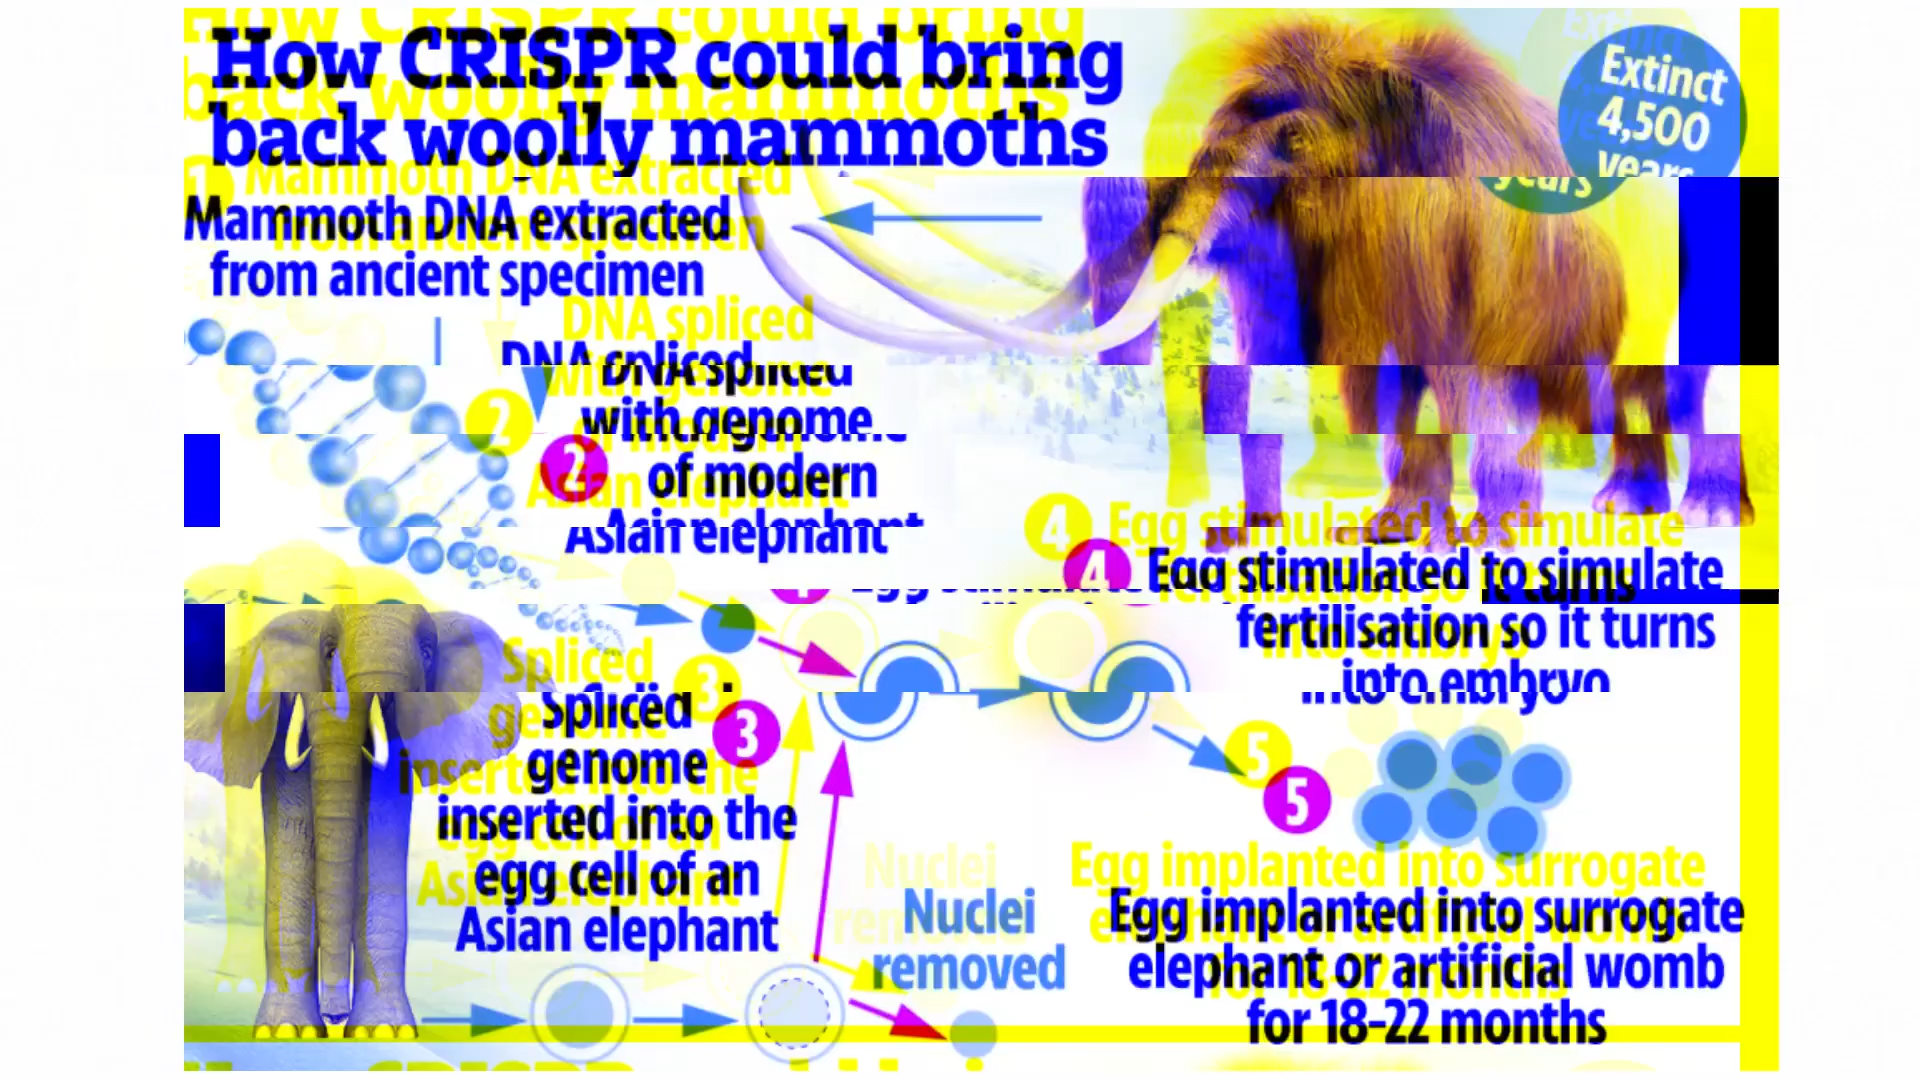 How CRISPR could bring
back woolly mammoths
Extinct
4,500
years
Mammoth DNA extracted
from ancient specimen
2
DNA spliced
with genome
of modern
Asian elephant
4
Egg stimulated to simulate
fertilisation so it turns
into embryo
3
Spliced
genome
inserted into the
egg cell of an
Asian elephant
5
Nuclei
removed
Egg implanted into surrogate
elephant or artificial womb
for 18-22 months